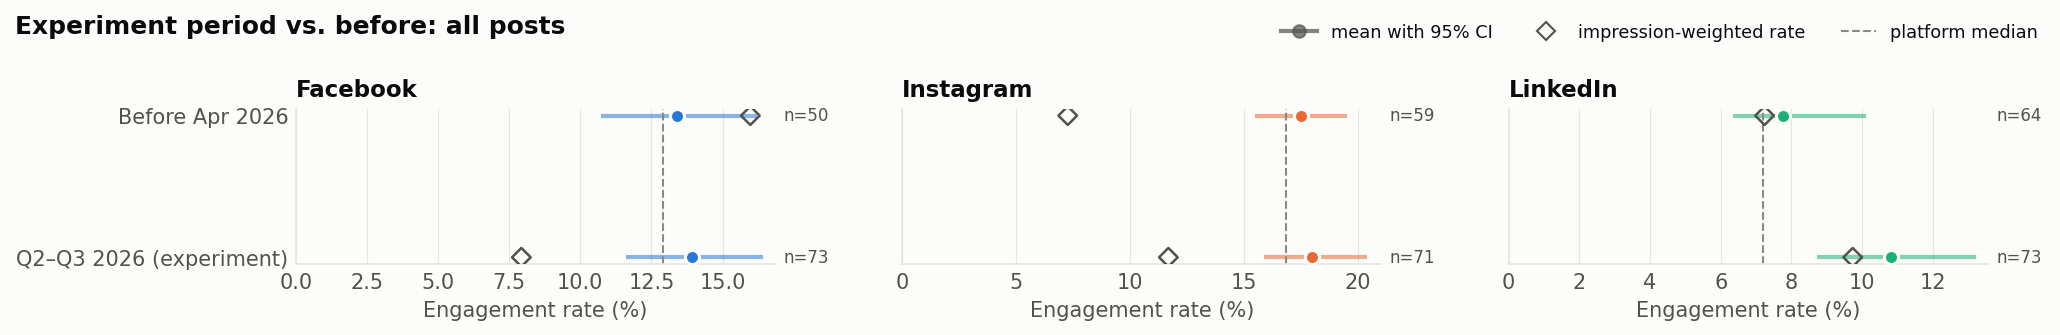 Experiment period vs. before: all posts
mean with 95% CI
impression-weighted rate
platform median
Facebook
Instagram
LinkedIn
Before Apr 2026
n=50
n=59
n=64
Q2–Q3 2026 (experiment)
n=73
n=71
n=73
0.0 2.5 5.0 7.5 10.0 12.5 15.0
0 5 10 15 20
0 2 4 6 8 10 12
Engagement rate (%)
Engagement rate (%)
Engagement rate (%)